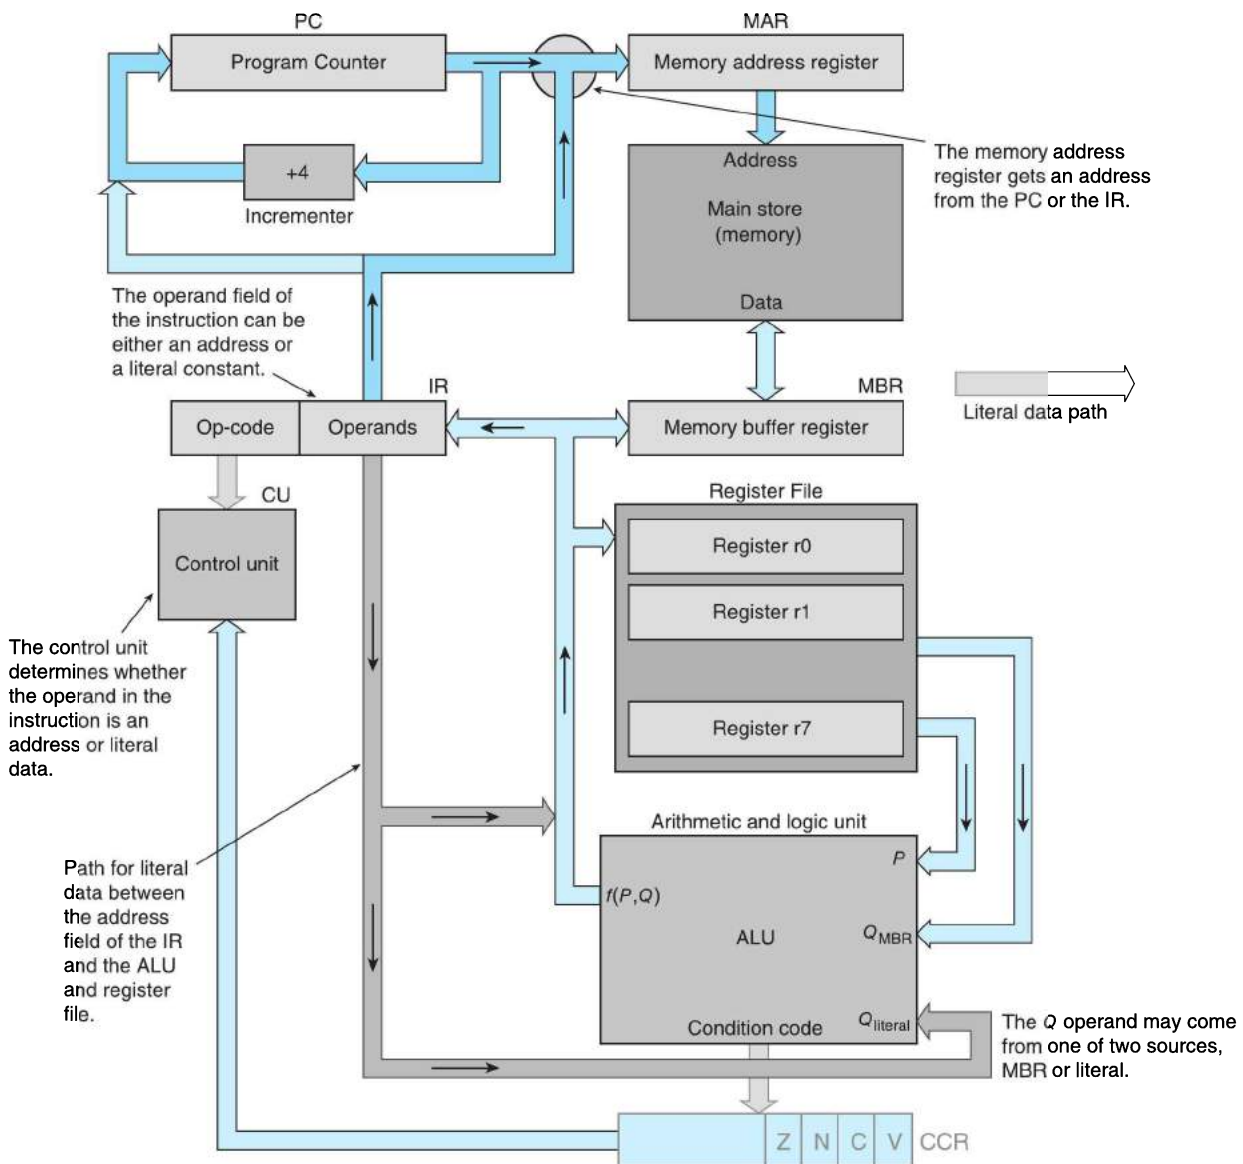 PC
MAR
Program Counter
Memory address register
+4
Incrementer
Address
Main store
(memory)
Data
The memory address
register gets an address
from the PC or the IR.
The operand field of
the instruction can be
either an address or
a literal constant.
IR
MBR
Literal data path
Op-code
Operands
Memory buffer register
CU
Control unit
Register File
Register r0
Register r1
Register r7
The control unit
determines whether
the operand in the
instruction is an
address or literal
data.
Path for literal
data between
the address
field of the IR
and the ALU
and register
file.
Arithmetic and logic unit
P
f(P,Q)
ALU
QMBR
Qliteral
Condition code
The Q operand may come
from one of two sources,
MBR or literal.
Z N C V CCR